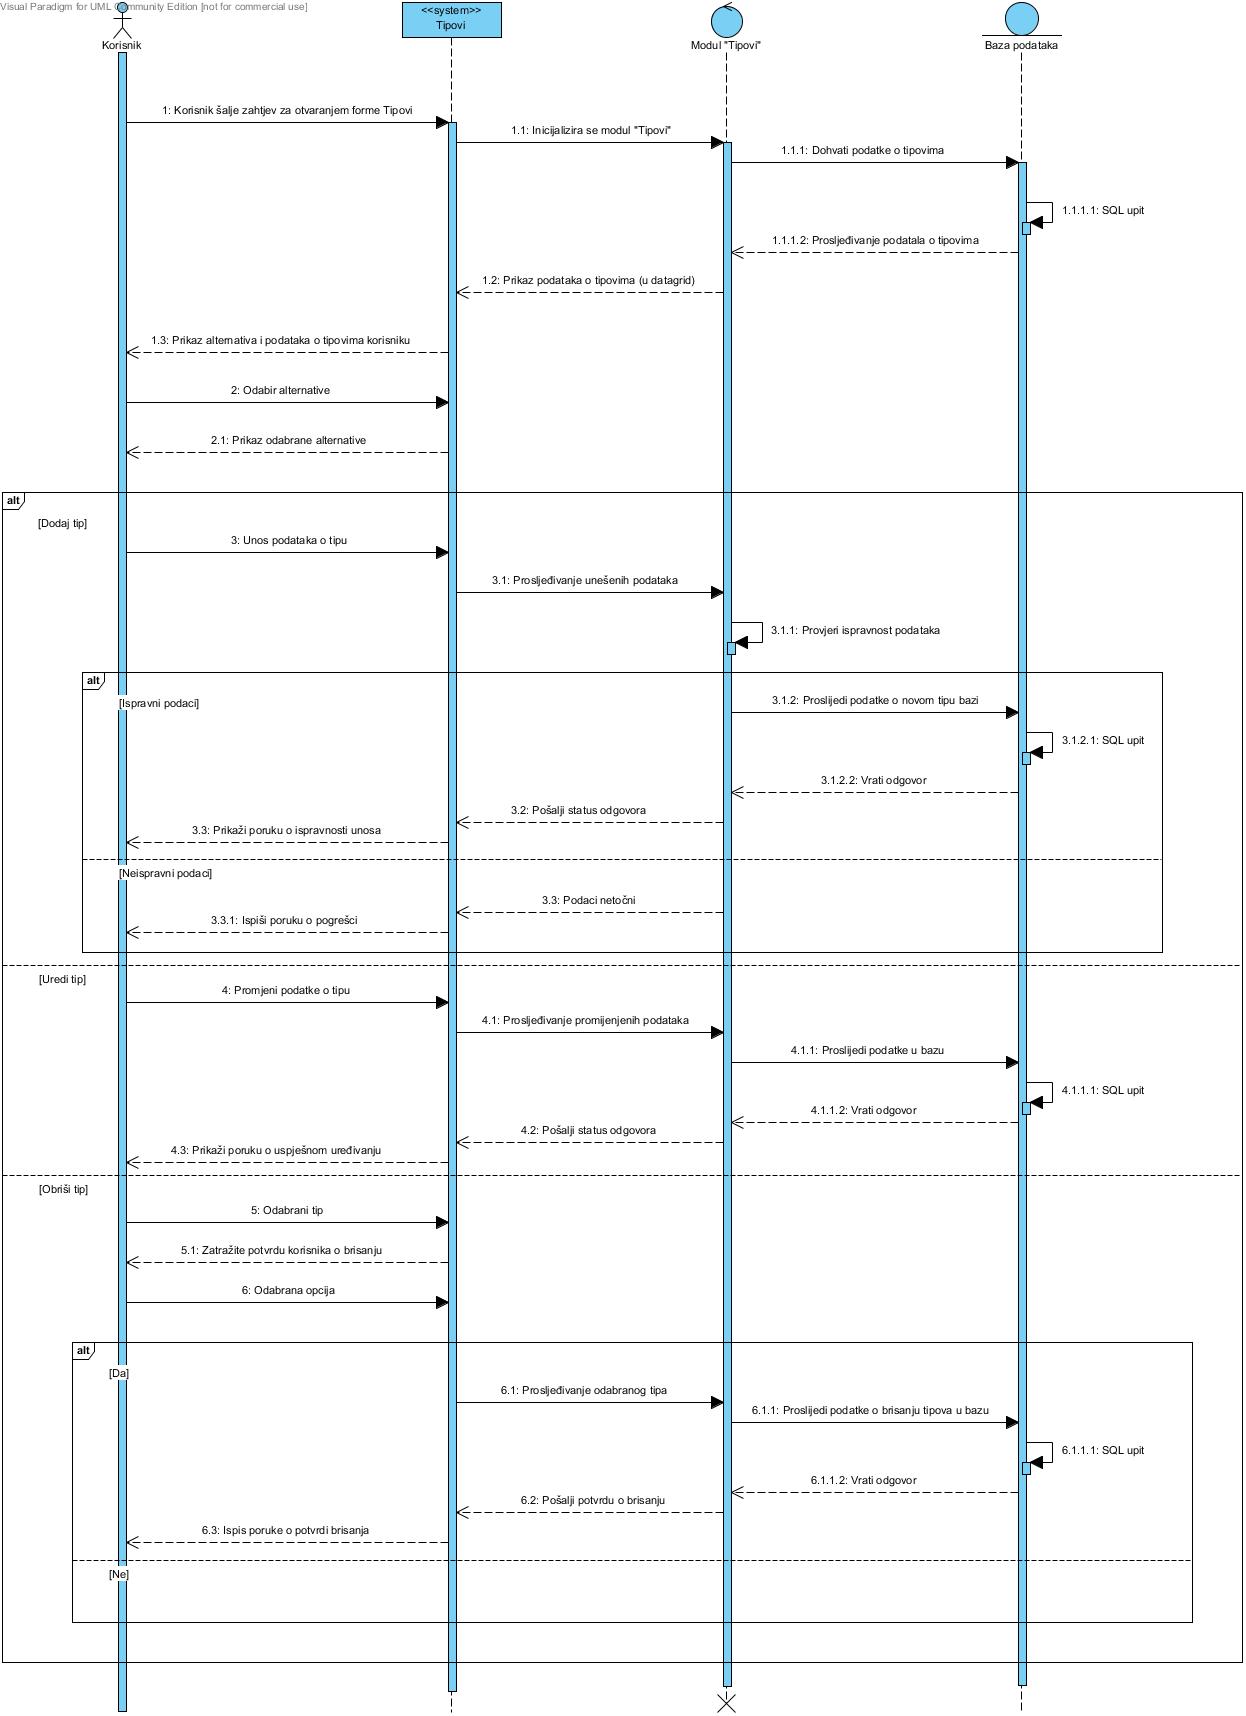 Visual Paradigm for UML Community Edition [not for commercial use]
Korisnik
<<system>>
Tipovi
Modul "Tipovi"
Baza podataka
1: Korisnik šalje zahtjev za otvaranjem forme Tipovi
1.1: Inicijalizira se modul "Tipovi"
1.1.1: Dohvati podatke o tipovima
1.1.1.1: SQL upit
1.1.1.2: Prosljeđivanje podatala o tipovima
1.2: Prikaz podataka o tipovima (u datagrid)
1.3: Prikaz alternativa i podataka o tipovima korisniku
2: Odabir alternative
2.1: Prikaz odabrane alternative
alt
[Dodaj tip]
3: Unos podataka o tipu
3.1: Prosljeđivanje unešenih podataka
3.1.1: Provjeri ispravnost podataka
alt
[Ispravni podaci]
3.1.2: Proslijedi podatke o novom tipu bazi
3.1.2.1: SQL upit
3.1.2.2: Vrati odgovor
3.2: Pošalji status odgovora
3.3: Prikaži poruku o ispravnosti unosa
[Neispravni podaci]
3.3: Podaci netočni
3.3.1: Ispiši poruku o pogrešci
[Uredi tip]
4: Promjeni podatke o tipu
4.1: Prosljeđivanje promijenjenih podataka
4.1.1: Proslijedi podatke u bazu
4.1.1.1: SQL upit
4.1.1.2: Vrati odgovor
4.2: Pošalji status odgovora
4.3: Prikaži poruku o uspješnom uređivanju
[Obriši tip]
5: Odabrani tip
5.1: Zatražite potvrdu korisnika o brisanju
6: Odabrana opcija
alt
[Da]
6.1: Prosljeđivanje odabranog tipa
6.1.1: Proslijedi podatke o brisanju tipova u bazu
6.1.1.1: SQL upit
6.1.1.2: Vrati odgovor
6.2: Pošalji potvrdu o brisanju
6.3: Ispis poruke o potvrdi brisanja
[Ne]